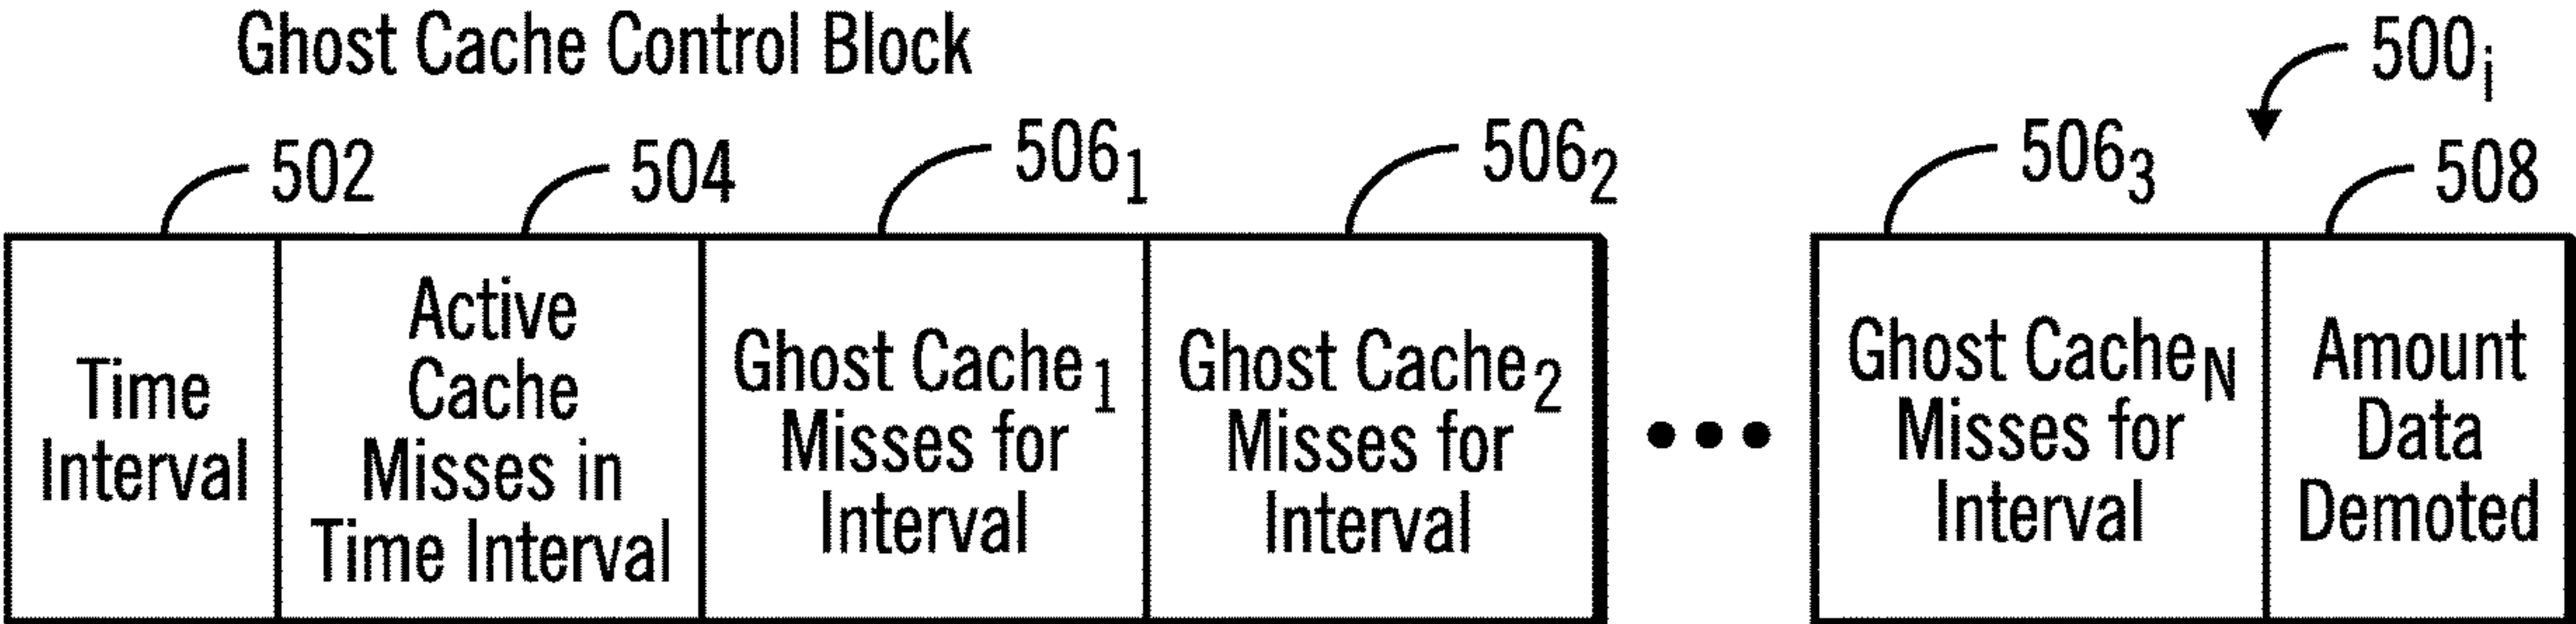 Ghost Cache Control Block
500i
502
504
506₁
506₂
506₃
508
Time
Interval
Active
Cache
Misses in
Time Interval
Ghost Cache₁
Misses for
Interval
Ghost Cache₂
Misses for
Interval
•••
Ghost Cache_N
Misses for
Interval
Amount
Data
Demoted